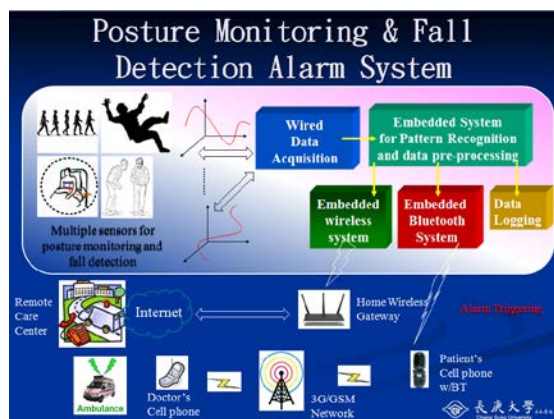 Posture Monitoring & Fall
Detection Alarm System
Wired
Data
Acquisition
Embedded System
for Pattern Recognition
and data pre-processing
Multiple sensors for
posture monitoring and
fall detection
Embedded
wireless
system
Embedded
Bluetooth
System
Data
Logging
Remote
Care
Center
Internet
Home Wireless
Gateway
Alarm Triggering
Ambulance
Doctor's
Cell phone
3G/GSM
Network
Patient's
Cell phone
w/BT
長庚大學
Chang Gung University